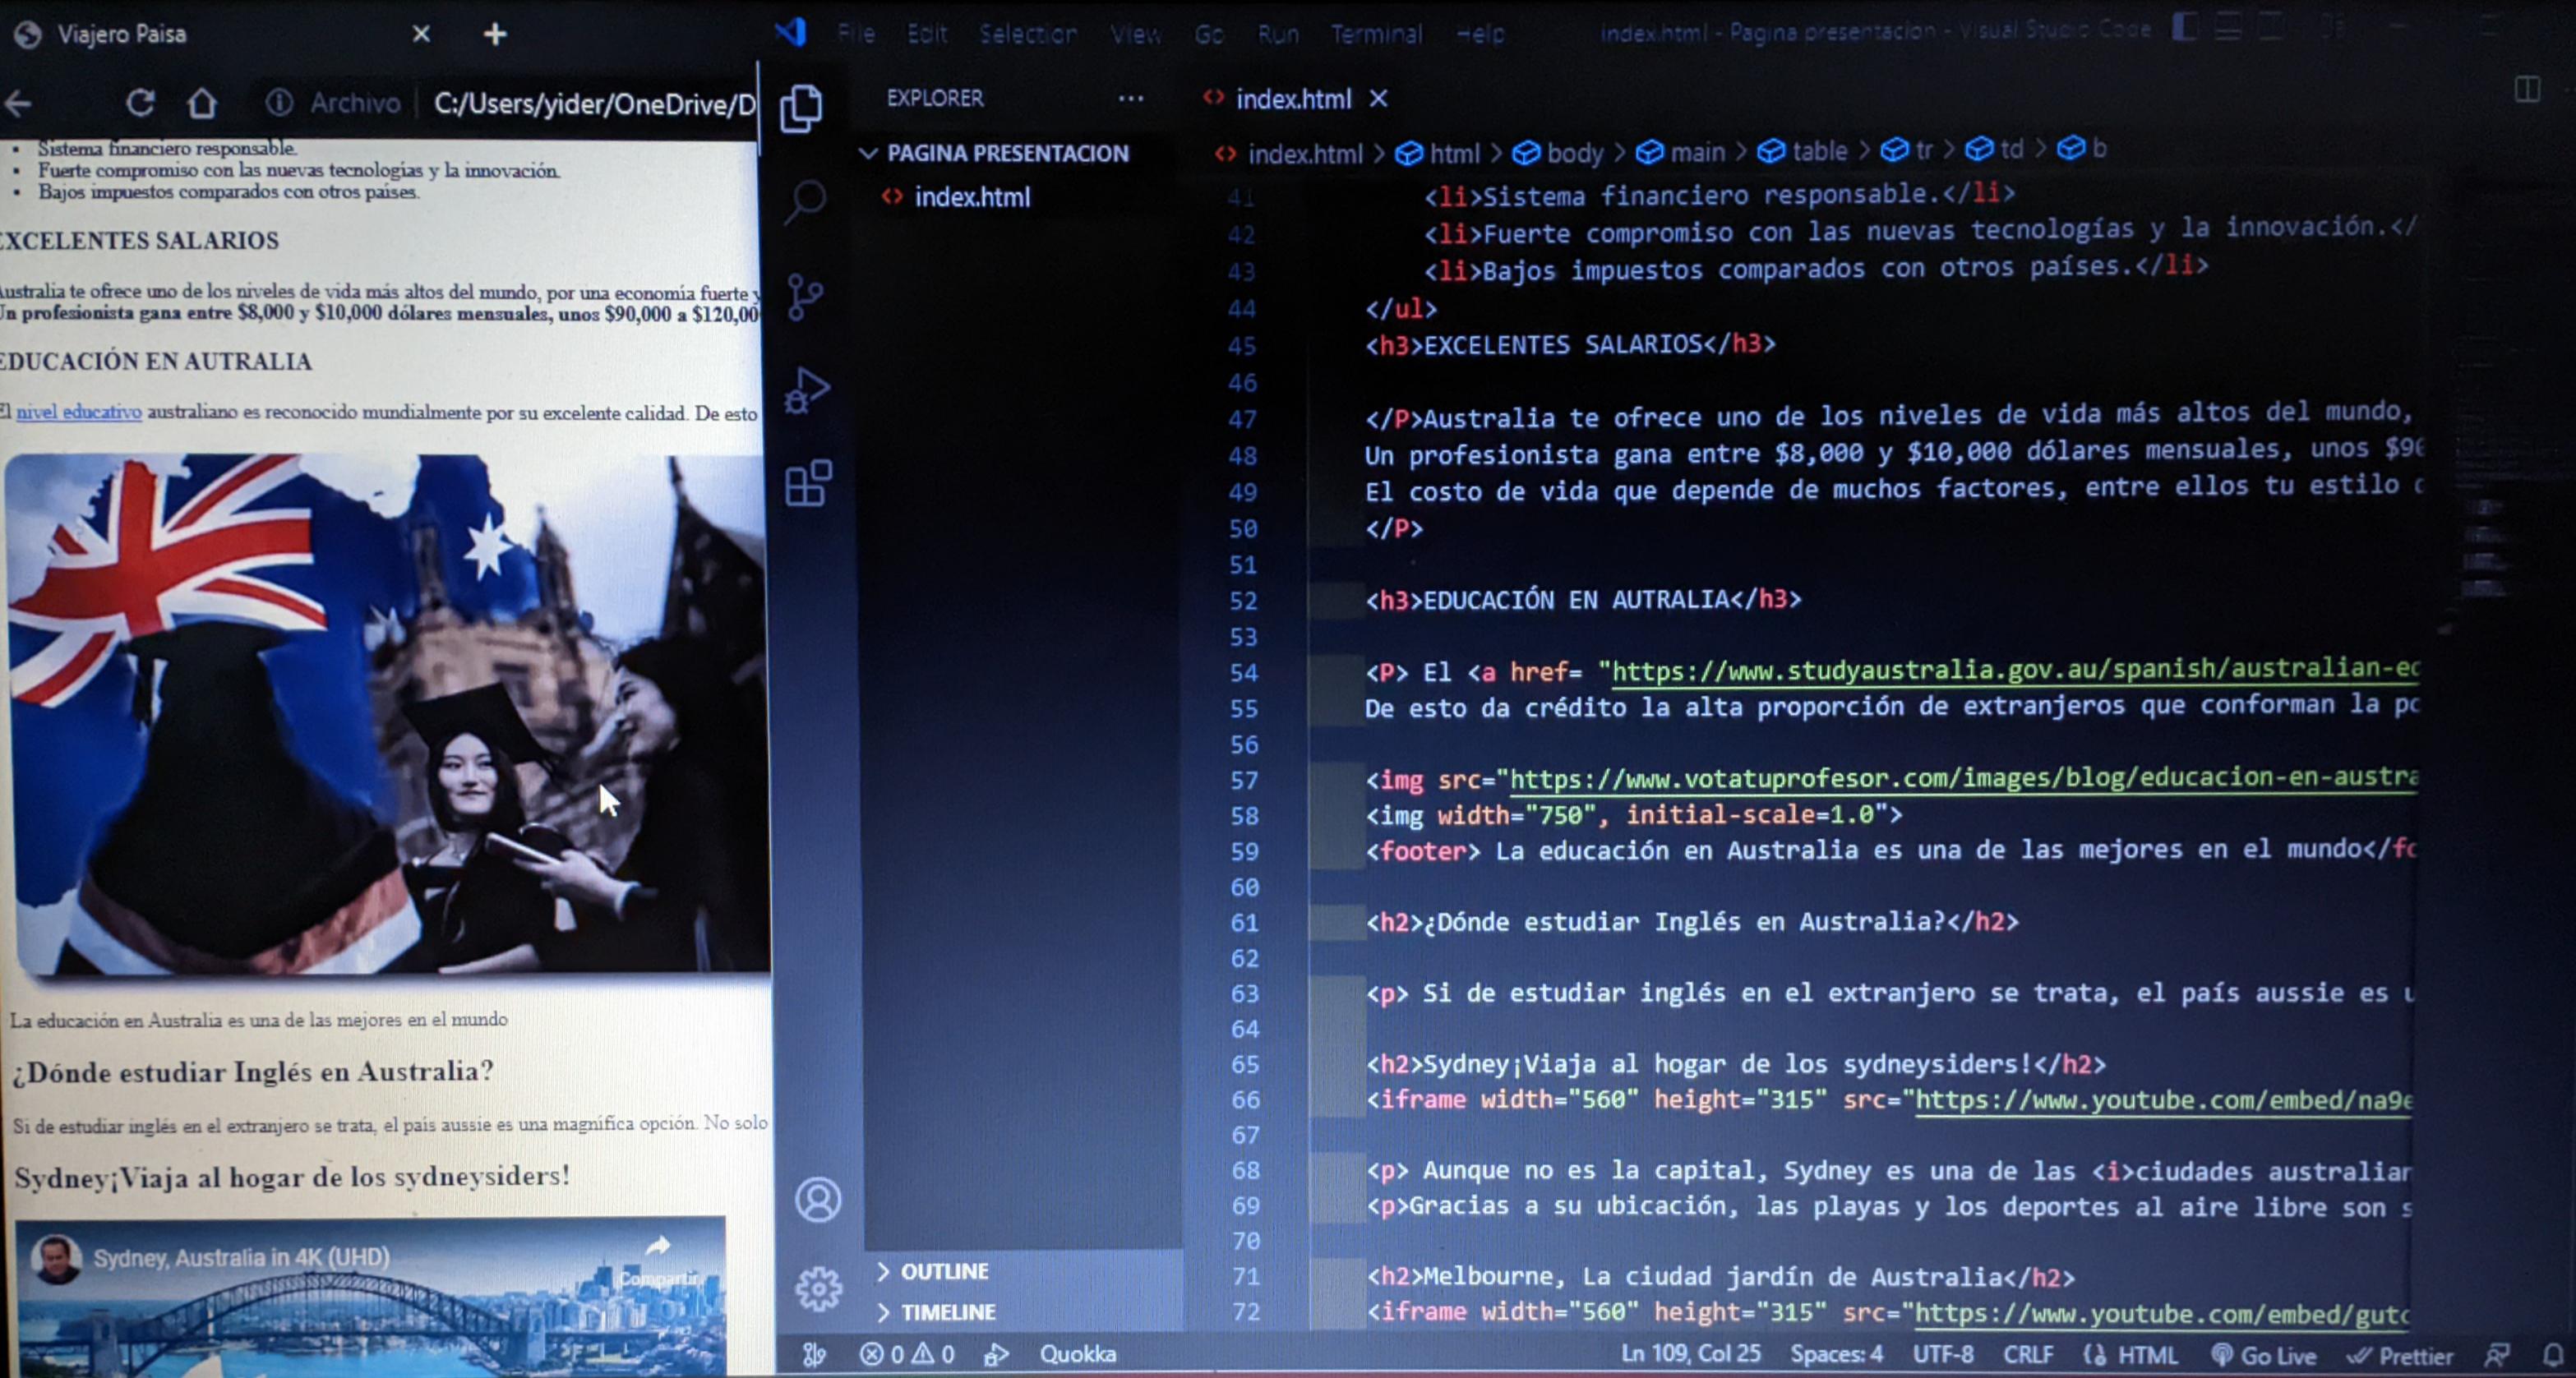 Viajero Paisa
Archivo C:/Users/yider/OneDrive/D
Sistema financiero responsable.
Fuerte compromiso con las nuevas tecnologías y la innovación.
Bajos impuestos comparados con otros países.
EXCELENTES SALARIOS
Australia te ofrece uno de los niveles de vida más altos del mundo, por una economía fuerte y
Un profesionista gana entre $8,000 y $10,000 dólares mensuales, unos $90,000 a $120,00
EDUCACIÓN EN AUTRALIA
El nivel educativo australiano es reconocido mundialmente por su excelente calidad. De esto
La educación en Australia es una de las mejores en el mundo
¿Dónde estudiar Inglés en Australia?
Si de estudiar inglés en el extranjero se trata, el país aussie es una magnífica opción. No solo
Sydney¡Viaja al hogar de los sydneysiders!
Sydney, Australia in 4K (UHD)
Compartir
File Edit Selection View Go Run Terminal Help index.html - Pagina presentacion - Visual Studio Code
EXPLORER
PAGINA PRESENTACION
index.html
OUTLINE
TIMELINE
index.html
index.html > html > body > main > table > tr > td > b
41 <li>Sistema financiero responsable.</li>
42 <li>Fuerte compromiso con las nuevas tecnologías y la innovación.</
43 <li>Bajos impuestos comparados con otros países.</li>
44 </ul>
45 <h3>EXCELENTES SALARIOS</h3>
46
47 </P>Australia te ofrece uno de los niveles de vida más altos del mundo,
48 Un profesionista gana entre $8,000 y $10,000 dólares mensuales, unos $90
49 El costo de vida que depende de muchos factores, entre ellos tu estilo
50 </P>
51
52 <h3>EDUCACIÓN EN AUTRALIA</h3>
53
54 <P> El <a href= "https://www.studyaustralia.gov.au/spanish/australian-ed
55 De esto da crédito la alta proporción de extranjeros que conforman la
56
57 <img src="https://www.votatuprofesor.com/images/blog/educacion-en-austra
58 <img width="750", initial-scale=1.0">
59 <footer> La educación en Australia es una de las mejores en el mundo</fo
60
61 <h2>¿Dónde estudiar Inglés en Australia?</h2>
62
63 <p> Si de estudiar inglés en el extranjero se trata, el país aussie es u
64
65 <h2>Sydney¡Viaja al hogar de los sydneysiders!</h2>
66 <iframe width="560" height="315" src="https://www.youtube.com/embed/na9e
67
68 <p> Aunque no es la capital, Sydney es una de las <i>ciudades australian
69 <p>Gracias a su ubicación, las playas y los deportes al aire libre son s
70
71 <h2>Melbourne, La ciudad jardín de Australia</h2>
72 <iframe width="560" height="315" src="https://www.youtube.com/embed/gutc
0 0 Quokka Ln 109, Col 25 Spaces: 4 UTF-8 CRLF HTML Go Live Prettier